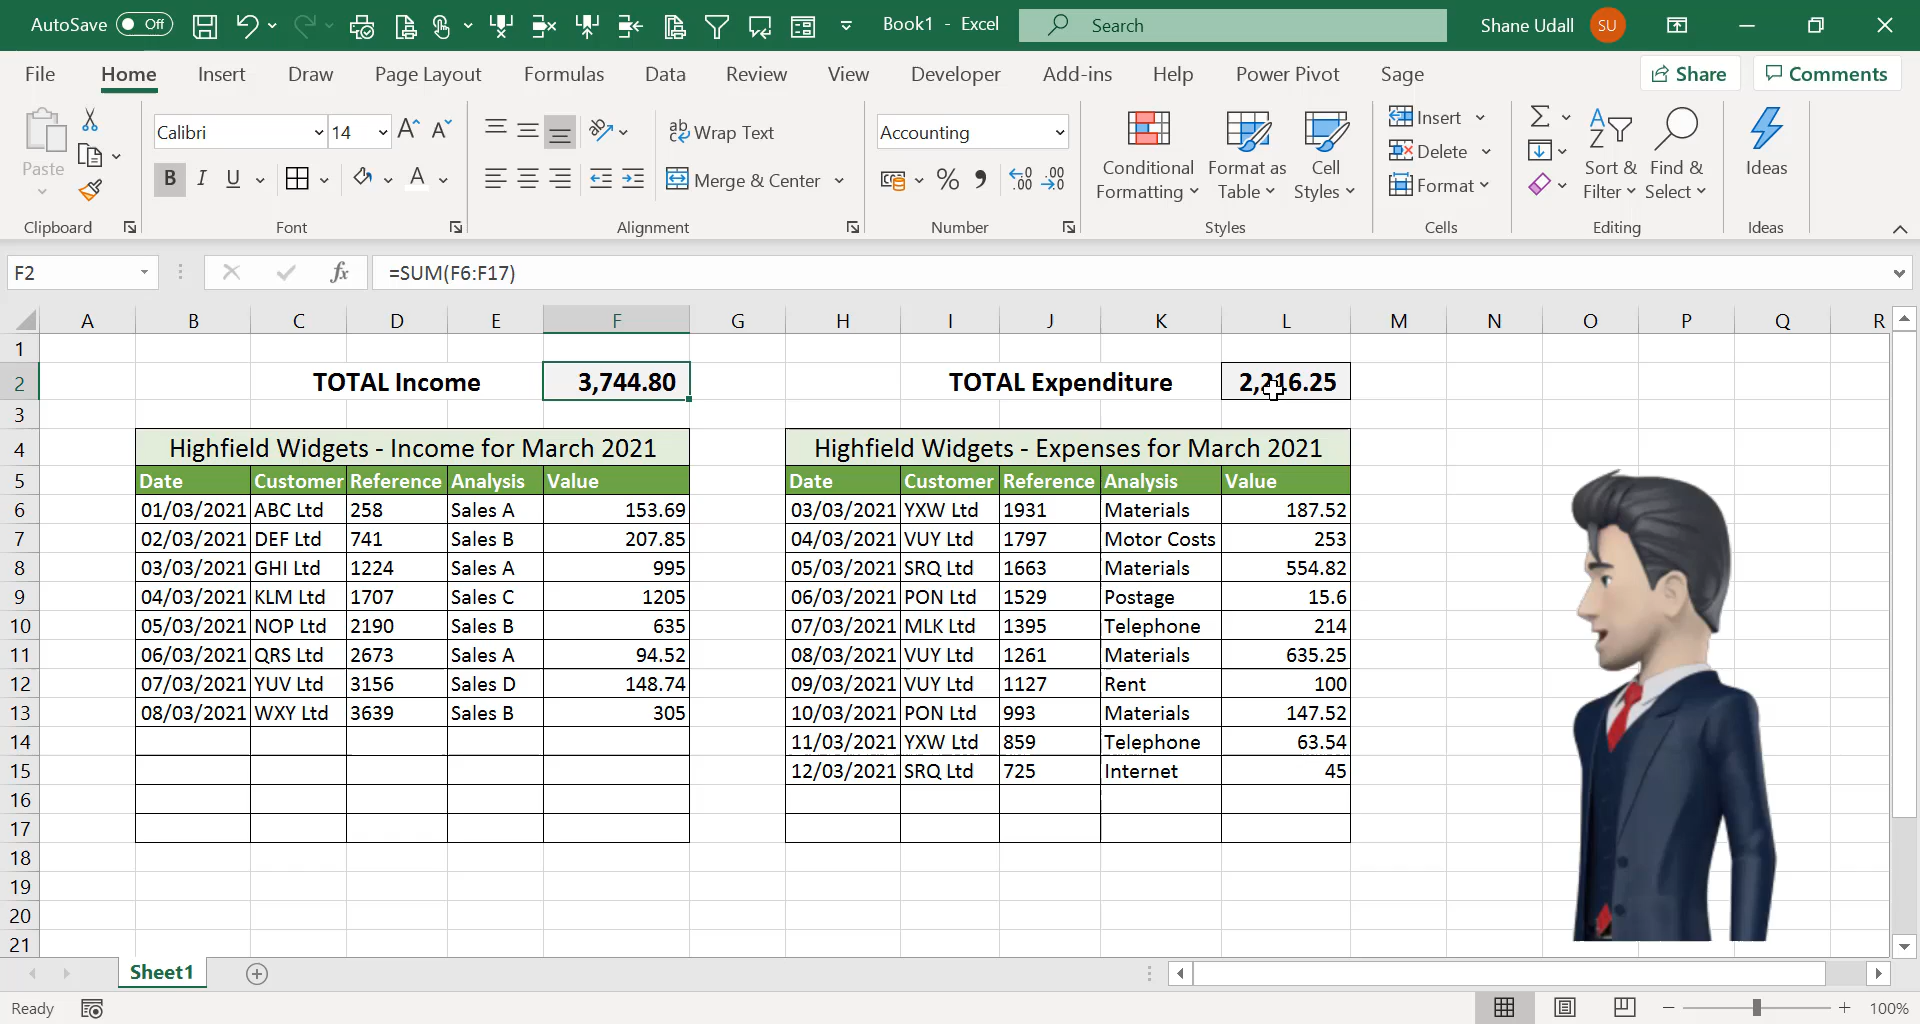 AutoSave Off Book1 - Excel Search Shane Udall SU
File Home Insert Draw Page Layout Formulas Data Review View Developer Add-ins Help Power Pivot Sage Share Comments
Paste
Clipboard
Calibri 14
B I U A
Font
ab Wrap Text
Merge & Center
Alignment
Accounting
% 9 .00 .0
Number
Conditional Formatting
Format as Table
Cell Styles
Styles
Insert
Delete
Format
Cells
Sort & Filter
Find & Select
Editing
Ideas
Ideas
F2 fx =SUM(F6:F17)
A B C D E F G H I J K L M N O P Q R
1
2 TOTAL Income 3,744.80 TOTAL Expenditure 2,216.25
3
4 Highfield Widgets - Income for March 2021 Highfield Widgets - Expenses for March 2021
5 Date Customer Reference Analysis Value Date Customer Reference Analysis Value
6 01/03/2021 ABC Ltd 258 Sales A 153.69 03/03/2021 YXW Ltd 1931 Materials 187.52
7 02/03/2021 DEF Ltd 741 Sales B 207.85 04/03/2021 VUY Ltd 1797 Motor Costs 253
8 03/03/2021 GHI Ltd 1224 Sales A 995 05/03/2021 SRQ Ltd 1663 Materials 554.82
9 04/03/2021 KLM Ltd 1707 Sales C 1205 06/03/2021 PON Ltd 1529 Postage 15.6
10 05/03/2021 NOP Ltd 2190 Sales B 635 07/03/2021 MLK Ltd 1395 Telephone 214
11 06/03/2021 QRS Ltd 2673 Sales A 94.52 08/03/2021 VUY Ltd 1261 Materials 635.25
12 07/03/2021 YUV Ltd 3156 Sales D 148.74 09/03/2021 VUY Ltd 1127 Rent 100
13 08/03/2021 WXY Ltd 3639 Sales B 305 10/03/2021 PON Ltd 993 Materials 147.52
14 11/03/2021 YXW Ltd 859 Telephone 63.54
15 12/03/2021 SRQ Ltd 725 Internet 45
16
17
18
19
20
21
Sheet1
Ready 100%